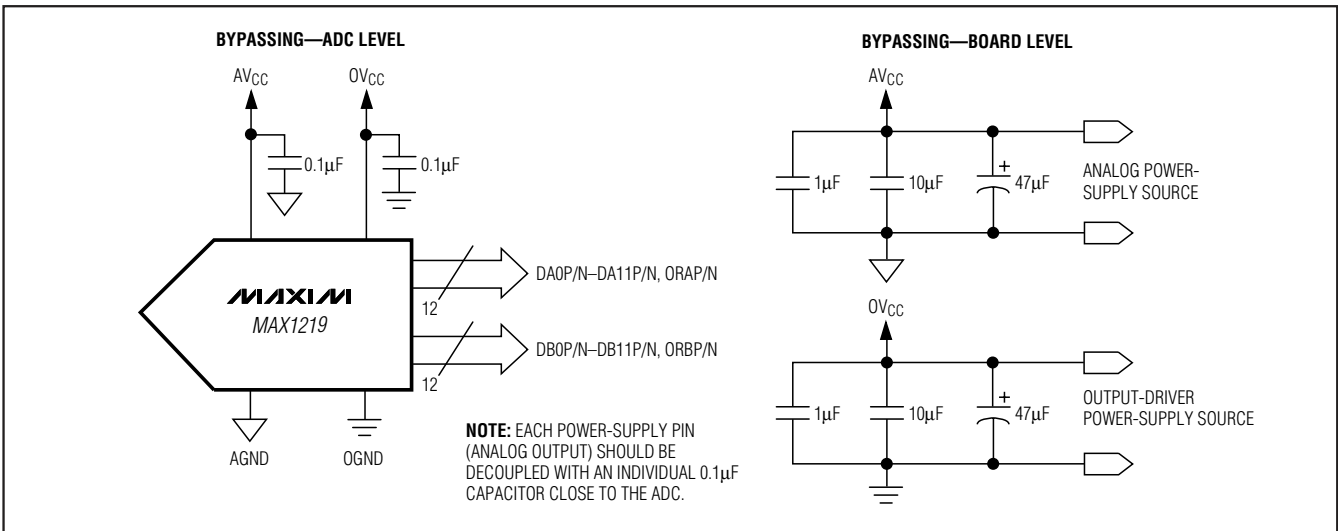 BYPASSING—ADC LEVEL
AVCC
OVCC
0.1µF
0.1µF
MAXIM
MAX1219
12
DA0P/N–DA11P/N, ORAP/N
12
DB0P/N–DB11P/N, ORBP/N
AGND
OGND
NOTE: EACH POWER-SUPPLY PIN
(ANALOG OUTPUT) SHOULD BE
DECOUPLED WITH AN INDIVIDUAL 0.1µF
CAPACITOR CLOSE TO THE ADC.
BYPASSING—BOARD LEVEL
AVCC
1µF
10µF
+
47µF
ANALOG POWER-
SUPPLY SOURCE
OVCC
1µF
10µF
+
47µF
OUTPUT-DRIVER
POWER-SUPPLY SOURCE